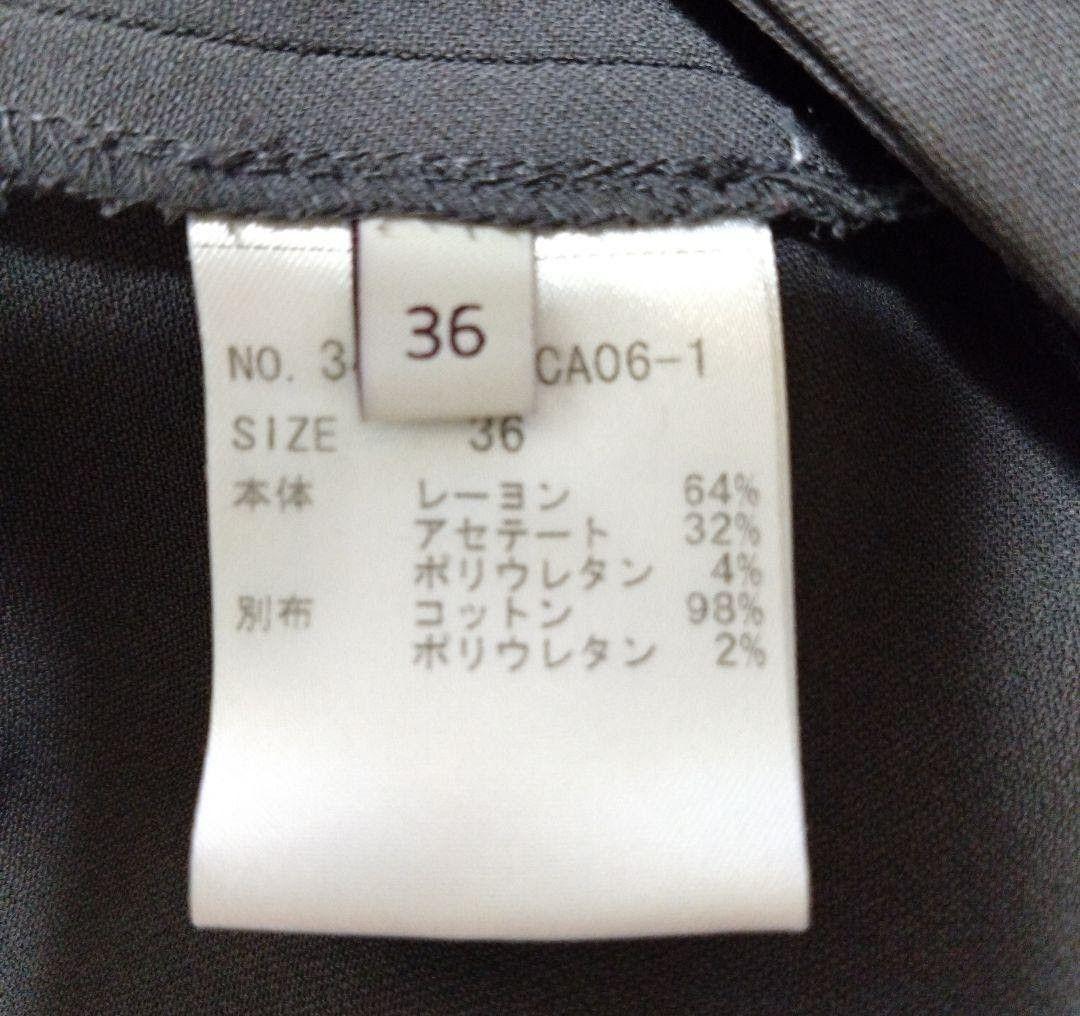 36
NO. 3 CA06-1
SIZE 36
本体 レーヨン 64%
アセテート 32%
ポリウレタン 4%
別布 コットン 98%
ポリウレタン 2%